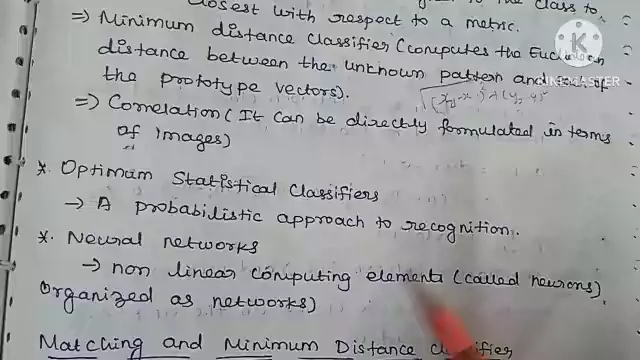 closest with respect to a metric.
⇒ Minimum distance classifier (computes the Euclidean
distance between the unknown pattern and each of
the prototype vectors).
⇒ Correlation (It can be directly formulated in terms
of images)
* Optimum Statistical Classifiers
→ A probabilistic approach to recognition.
* Neural networks
→ non linear computing elements (called neurons),
organized as networks)
Matching and Minimum Distance Classifier
K
KINEMASTER